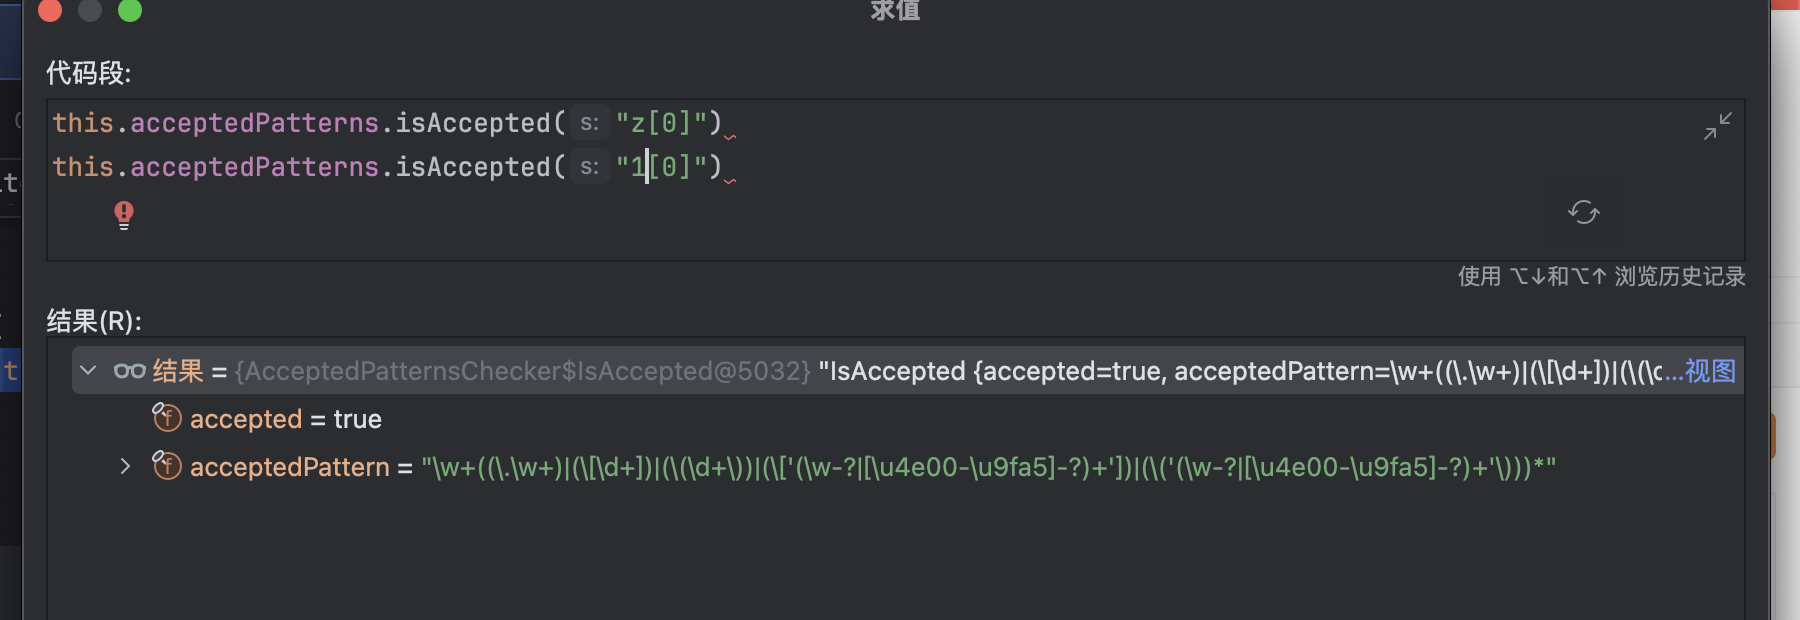 求值
代码段:
this.acceptedPatterns.isAccepted( s: "z[0]")
this.acceptedPatterns.isAccepted( s: "1[0]")
使用 ⌥↓和⌥↑ 浏览历史记录
结果(R):
结果 = {AcceptedPatternsChecker$IsAccepted@5032} "IsAccepted {accepted=true, acceptedPattern=\w+((\.\w+)|(\[\d+])|(\(\c...视图
accepted = true
acceptedPattern = "\w+((\.\w+)|(\[\d+])|(\(\d+\))|(\['(\w-?|[\u4e00-\u9fa5]-?)+'])|(\('(\w-?|[\u4e00-\u9fa5]-?)+'\)))*"